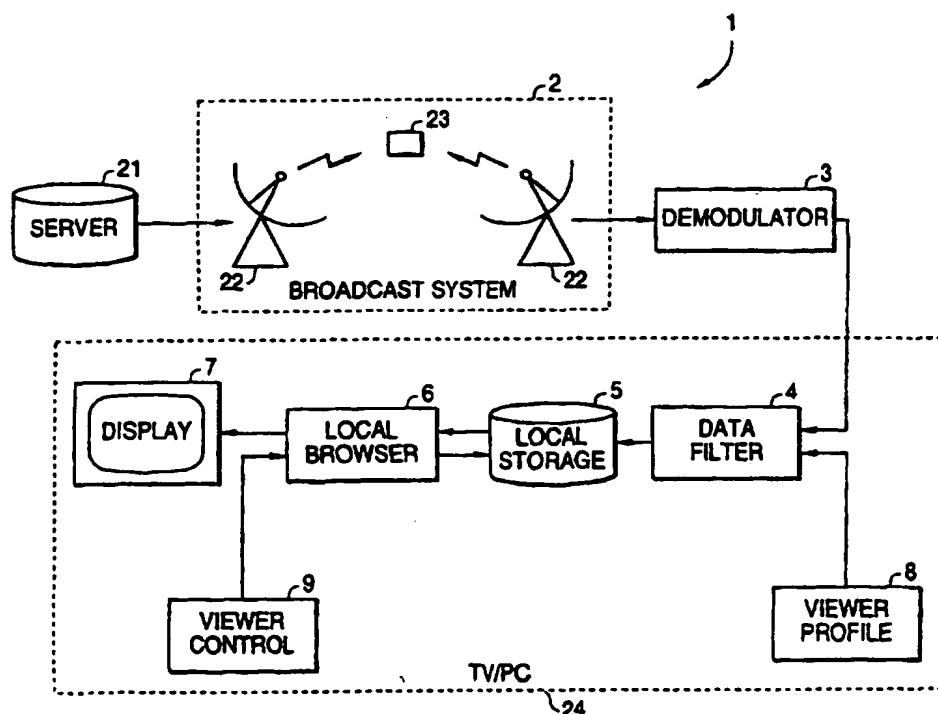 1
2
23
21
SERVER
22
22
BROADCAST SYSTEM
3
DEMODULATOR
7
DISPLAY
6
LOCAL
BROWSER
5
LOCAL
STORAGE
4
DATA
FILTER
9
VIEWER
CONTROL
8
VIEWER
PROFILE
TV/PC
24